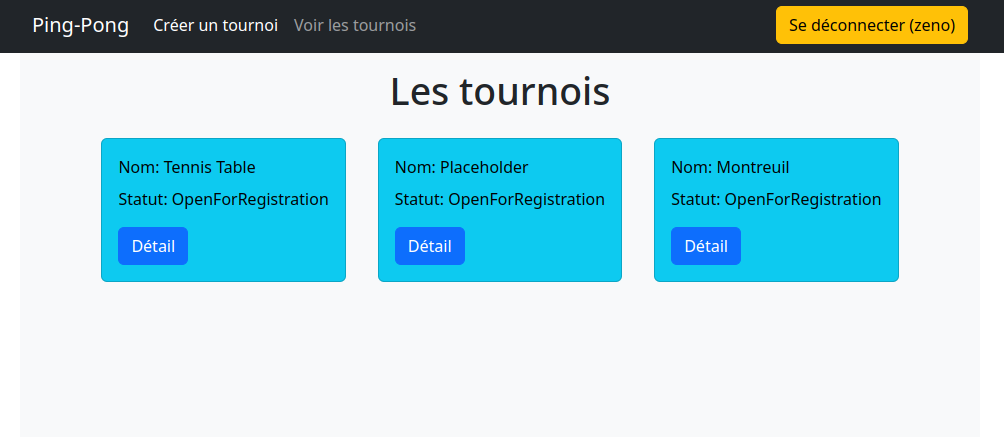 Ping-Pong Créer un tournoi Voir les tournois Se déconnecter (zeno)
Les tournois
Nom: Tennis Table
Statut: OpenForRegistration
Détail
Nom: Placeholder
Statut: OpenForRegistration
Détail
Nom: Montreuil
Statut: OpenForRegistration
Détail